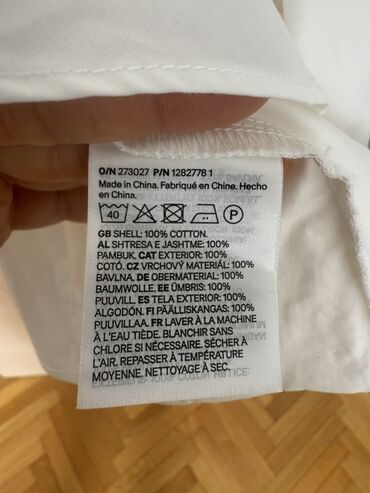 O/N 273027 P/N 1282778 1
Made in China. Fabriqué en Chine. Hecho
en China.
40 P
GB SHELL: 100% COTTON.
AL SHTRESA E JASHTME: 100%
PAMBUK. CAT EXTERIOR: 100%
COTÓ. CZ VRCHOVÝ MATERIÁL: 100%
BAVLNA. DE OBERMATERIAL: 100%
BAUMWOLLE. EE ÜMBRIS: 100%
PUUVILL. ES TELA EXTERIOR: 100%
ALGODÓN. FI PÄÄLLISKANGAS: 100%
PUUVILLAA. FR LAVER À LA MACHINE
À L'EAU TIÈDE. BLANCHIR SANS
CHLORE SI NÉCESSAIRE. SÉCHER À
L'AIR. REPASSER À TEMPÉRATURE
MOYENNE. NETTOYAGE À SEC.